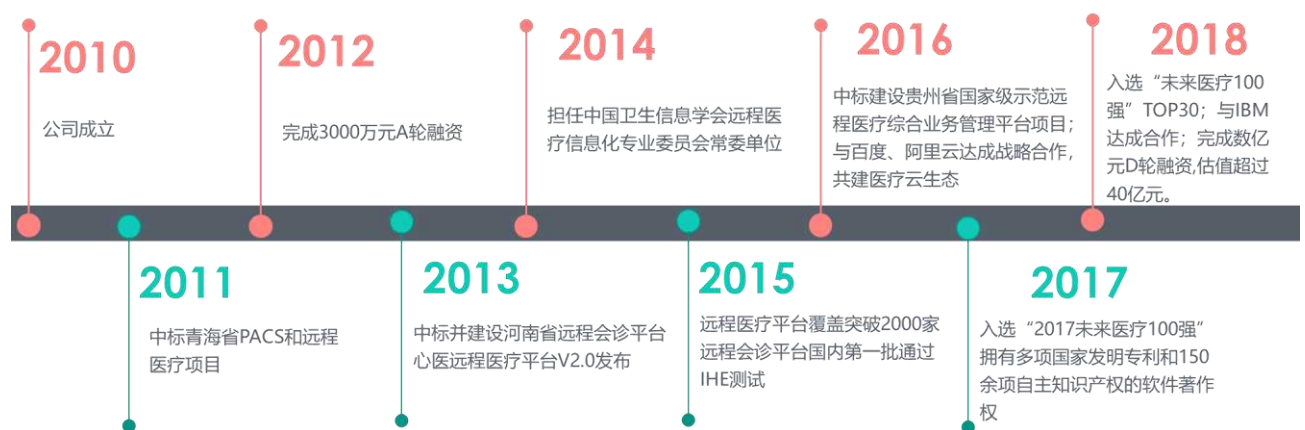 2010
公司成立
2012
完成3000万元A轮融资
2014
担任中国卫生信息学会远程医
疗信息化专业委员会常委单位
2016
中标建设贵州省国家级示范远
程医疗综合业务管理平台项目；
与百度、阿里云达成战略合作，
共建医疗云生态
2018
入选“未来医疗100
强”TOP30；与IBM
达成合作；完成数亿
元D轮融资,估值超过
40亿元。
2011
中标青海省PACS和远程
医疗项目
2013
中标并建设河南省远程会诊平台
心医远程医疗平台V2.0发布
2015
远程医疗平台覆盖突破2000家
远程会诊平台国内第一批通过
IHE测试
2017
入选“2017未来医疗100强”
拥有多项国家发明专利和150
余项自主知识产权的软件著作
权